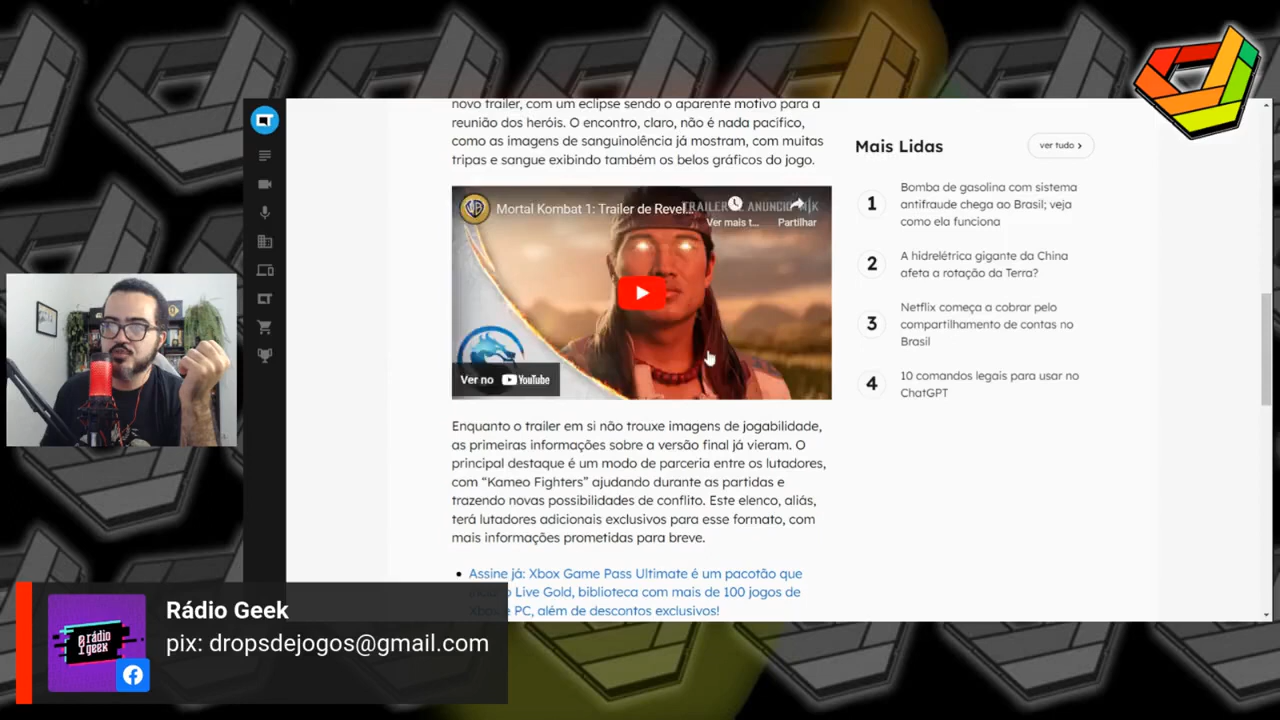 novo trailer, com um eclipse sendo o aparente motivo para a
reunião dos heróis. O encontro, claro, não é nada pacífico,
como as imagens de sanguinolência já mostram, com muitas
tripas e sangue exibindo também os belos gráficos do jogo.
Mortal Kombat 1: Trailer de Revel...
Ver mais t...
Partilhar
Ver no YouTube
Enquanto o trailer em si não trouxe imagens de jogabilidade,
as primeiras informações sobre a versão final já vieram. O
principal destaque é um modo de parceria entre os lutadores,
com “Kameo Fighters” ajudando durante as partidas e
trazendo novas possibilidades de conflito. Este elenco, aliás,
terá lutadores adicionais exclusivos para esse formato, com
mais informações prometidas para breve.
• Assine já: Xbox Game Pass Ultimate é um pacotão que
Live Gold, biblioteca com mais de 100 jogos de
PC, além de descontos exclusivos!
Mais Lidas
ver tudo >
1
Bomba de gasolina com sistema
antifraude chega ao Brasil; veja
como ela funciona
2
A hidrelétrica gigante da China
afeta a rotação da Terra?
3
Netflix começa a cobrar pelo
compartilhamento de contas no
Brasil
4
10 comandos legais para usar no
ChatGPT
rádio
geek
Rádio Geek
pix: dropsdejogos@gmail.com